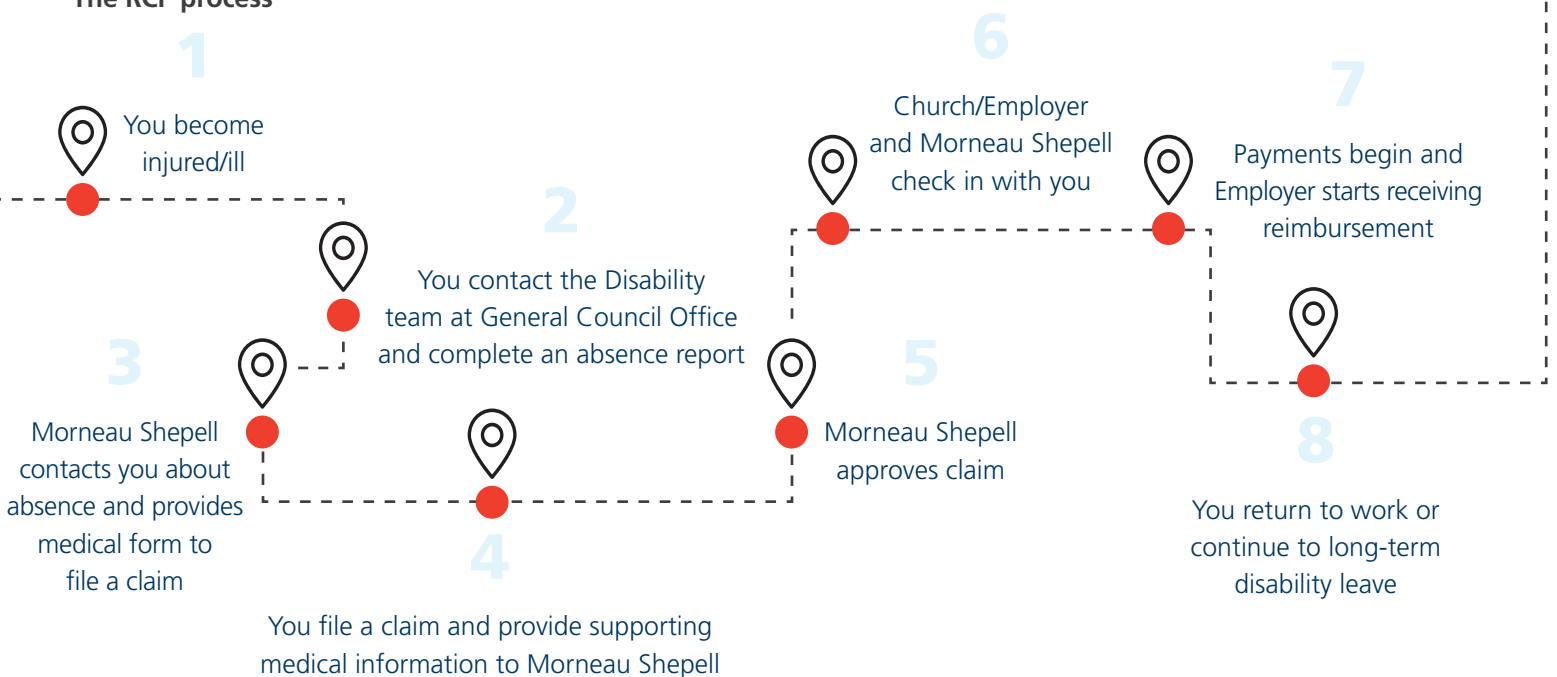 The RCP process
1
You become
injured/ill
2
You contact the Disability
team at General Council Office
and complete an absence report
3
Morneau Shepell
contacts you about
absence and provides
medical form to
file a claim
4
You file a claim and provide supporting
medical information to Morneau Shepell
5
Morneau Shepell
approves claim
6
Church/Employer
and Morneau Shepell
check in with you
7
Payments begin and
Employer starts receiving
reimbursement
8
You return to work or
continue to long-term
disability leave